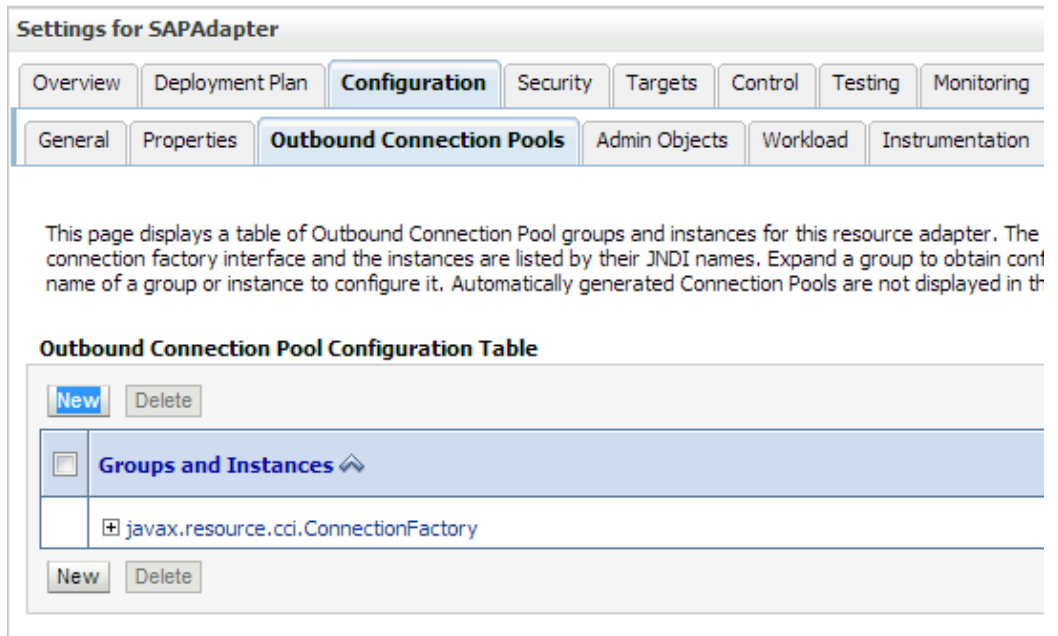 Settings for SAPAdapter
Overview Deployment Plan Configuration Security Targets Control Testing Monitoring
General Properties Outbound Connection Pools Admin Objects Workload Instrumentation
This page displays a table of Outbound Connection Pool groups and instances for this resource adapter. The
connection factory interface and the instances are listed by their JNDI names. Expand a group to obtain conf
name of a group or instance to configure it. Automatically generated Connection Pools are not displayed in th
Outbound Connection Pool Configuration Table
New Delete
Groups and Instances
javax.resource.cci.ConnectionFactory
New Delete